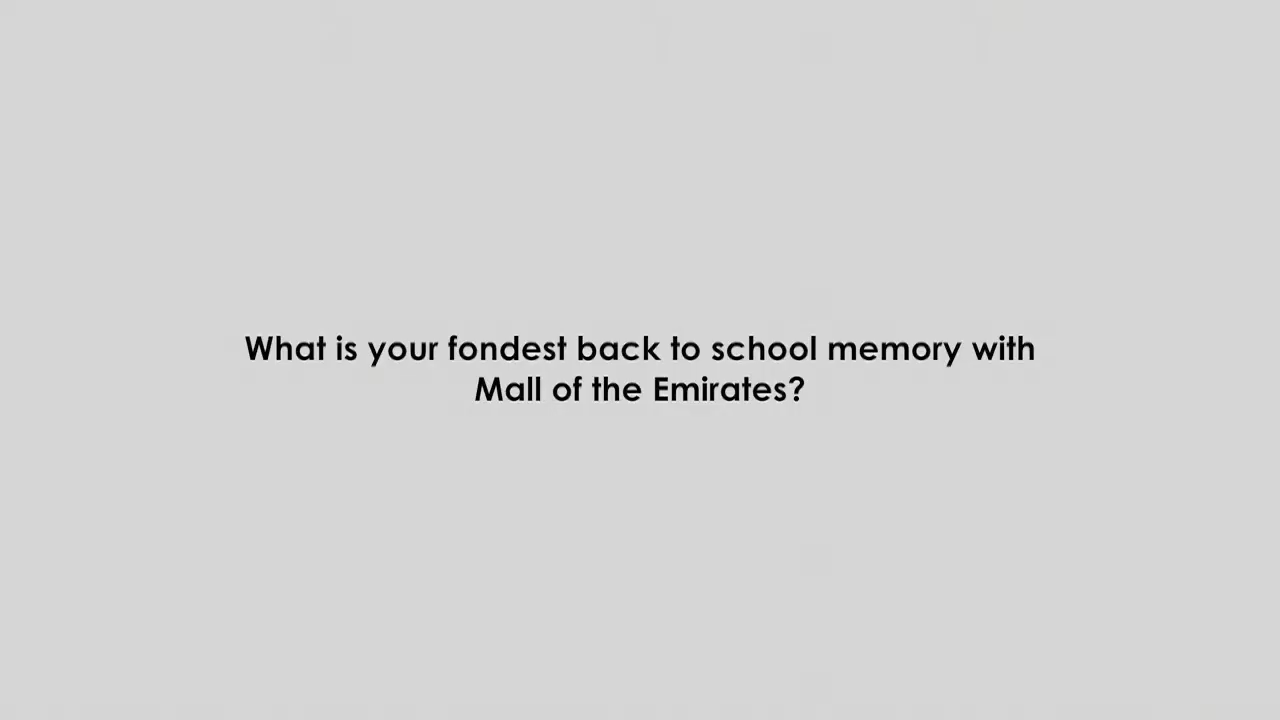 What is your fondest back to school memory with
Mall of the Emirates?